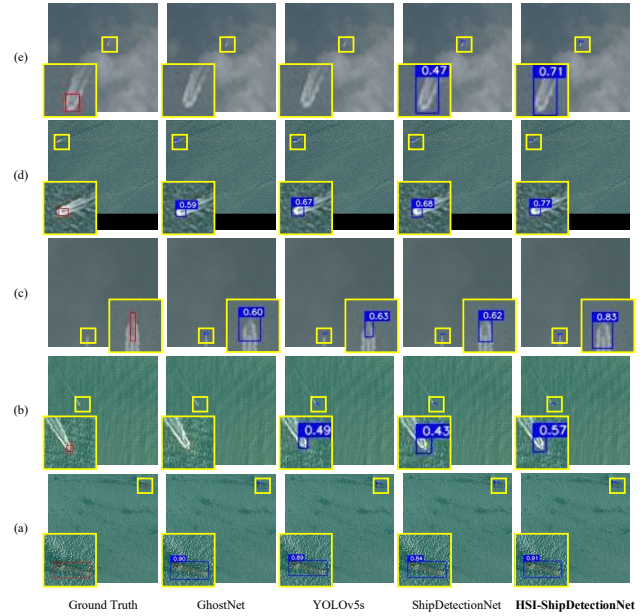 (e)
0.47
0.71
(d)
0.59
0.67
0.68
0.77
(c)
0.60
0.63
0.62
0.83
(b)
0.49
0.43
0.57
(a)
0.90
0.89
0.84
0.91
Ground Truth GhostNet YOLOv5s ShipDetectionNet HSI-ShipDetectionNet